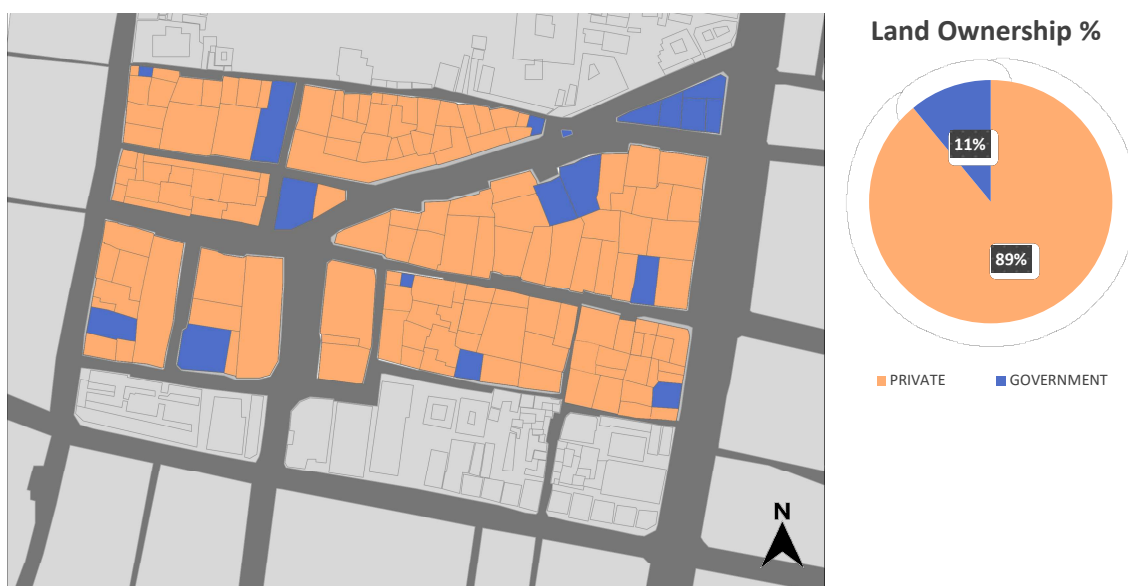 Land Ownership %
11%
89%
PRIVATE
GOVERNMENT
N